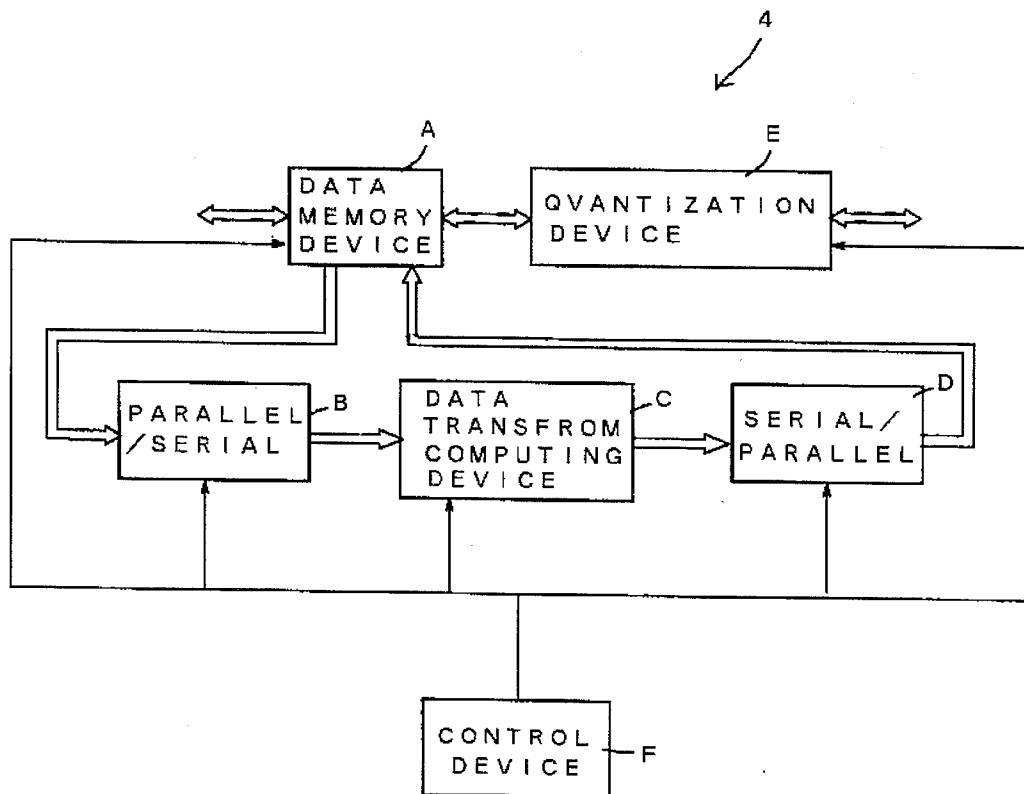 4
A
E
DATA
MEMORY
DEVICE
QVANTIZATION
DEVICE
PARALLEL
/SERIAL
B
DATA
TRANSFROM
COMPUTING
DEVICE
C
SERIAL/
PARALLEL
D
CONTROL
DEVICE
F